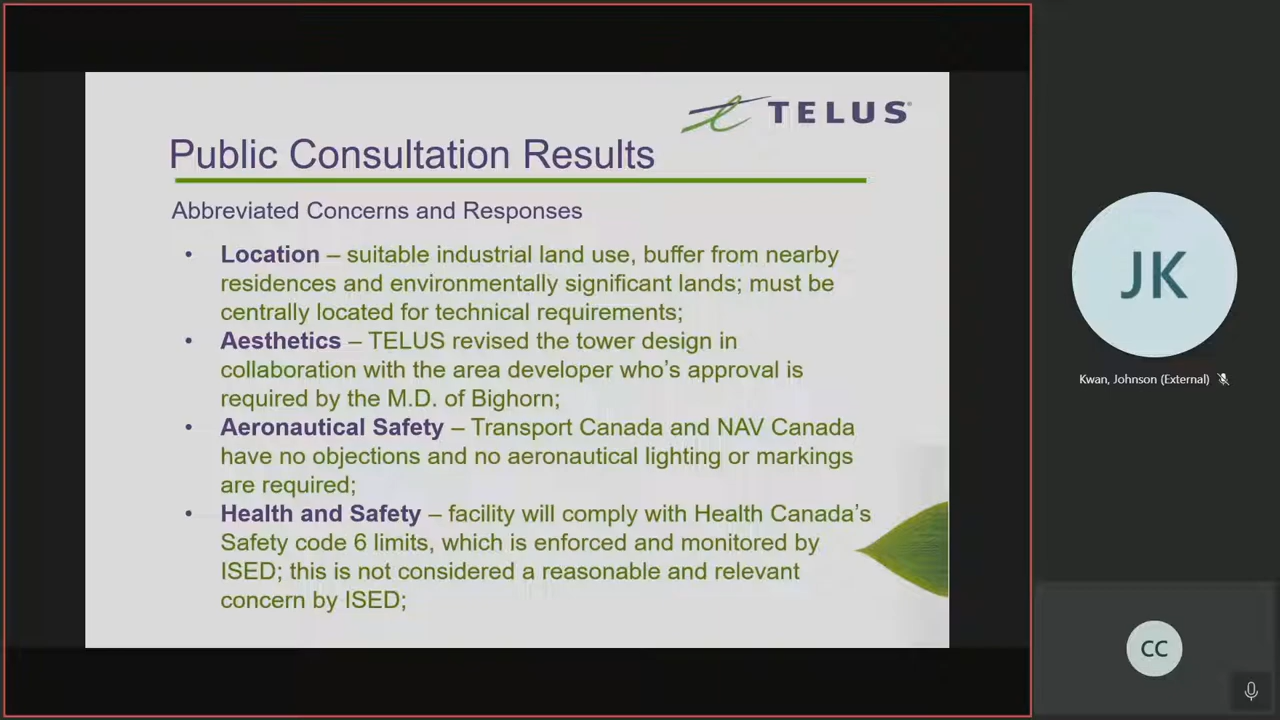 TELUS
Public Consultation Results
Abbreviated Concerns and Responses
• Location – suitable industrial land use, buffer from nearby
residences and environmentally significant lands; must be
centrally located for technical requirements;
• Aesthetics – TELUS revised the tower design in
collaboration with the area developer who's approval is
required by the M.D. of Bighorn;
• Aeronautical Safety – Transport Canada and NAV Canada
have no objections and no aeronautical lighting or markings
are required;
• Health and Safety – facility will comply with Health Canada's
Safety code 6 limits, which is enforced and monitored by
ISED; this is not considered a reasonable and relevant
concern by ISED;
JK
Kwan, Johnson (External)
CC